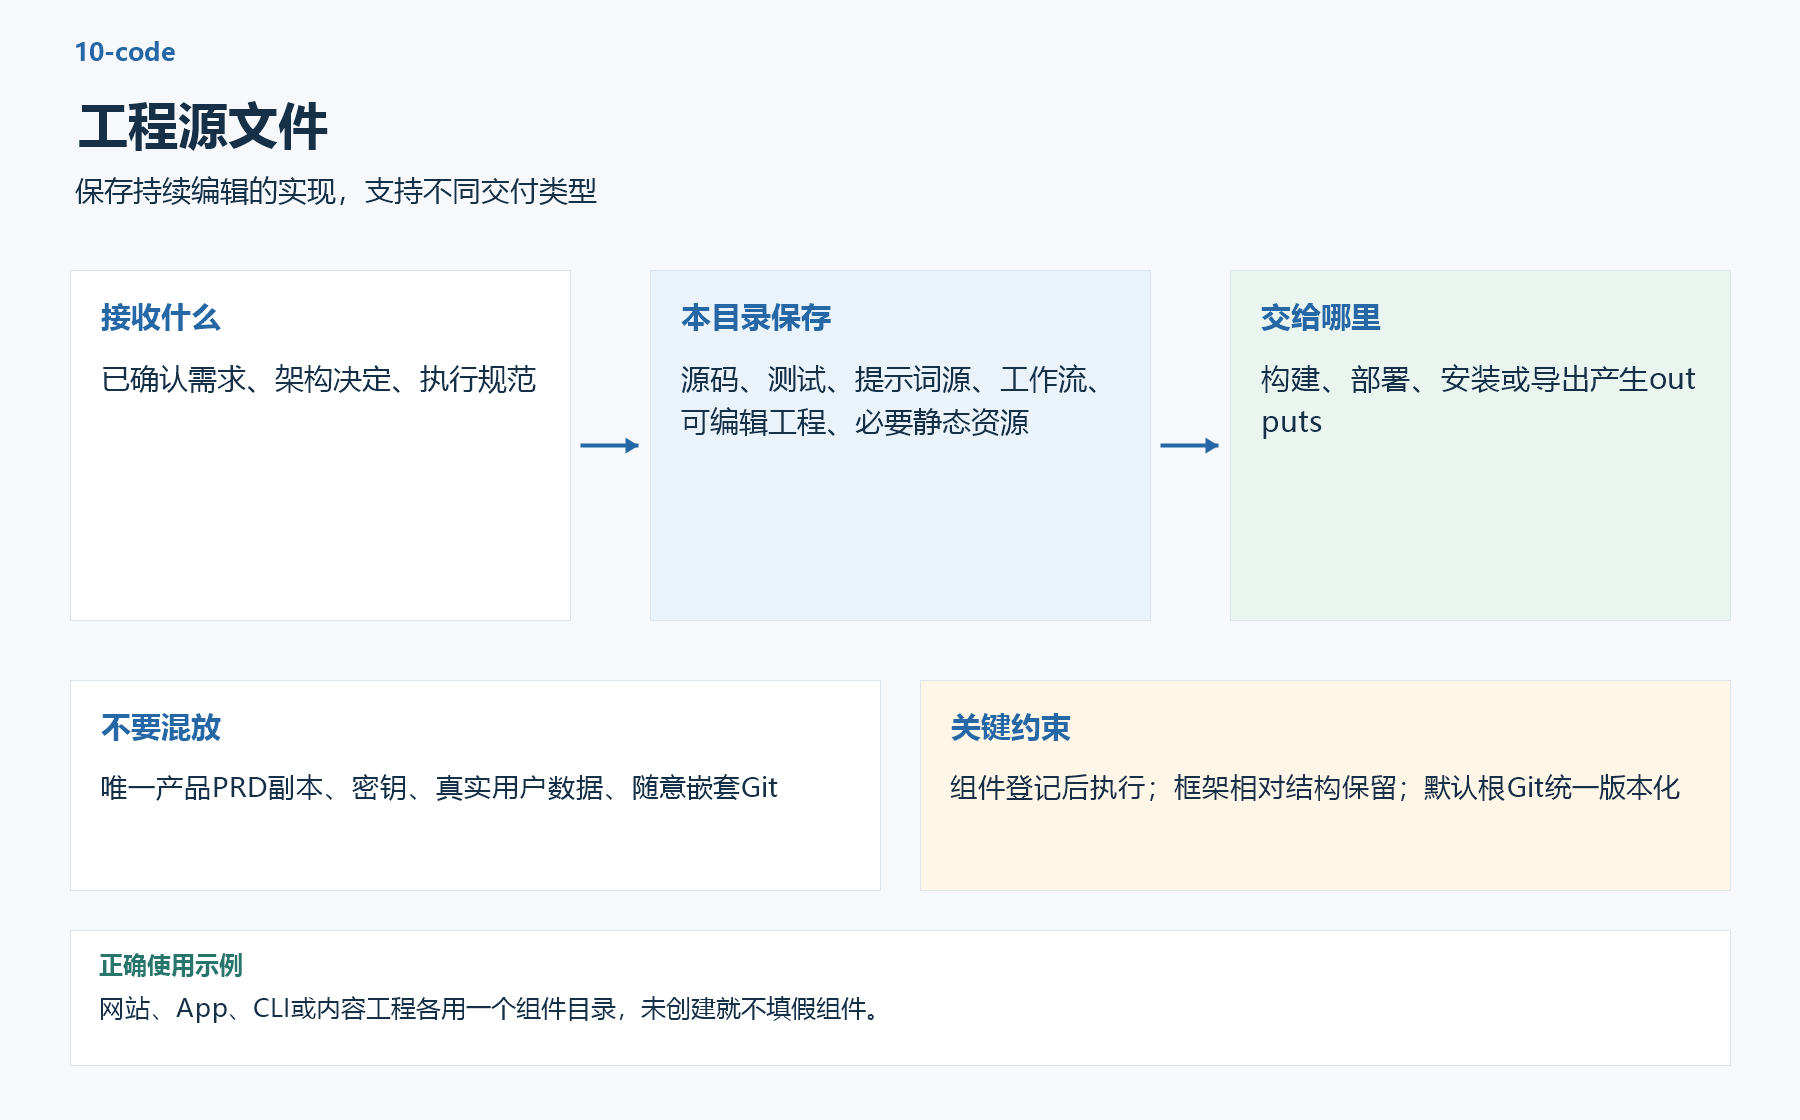 10-code
工程源文件
保存持续编辑的实现，支持不同交付类型
接收什么
已确认需求、架构决定、执行规范
本目录保存
源码、测试、提示词源、工作流、
可编辑工程、必要静态资源
交给哪里
构建、部署、安装或导出产生out
puts
不要混放
唯一产品PRD副本、密钥、真实用户数据、随意嵌套Git
关键约束
组件登记后执行；框架相对结构保留；默认根Git统一版本化
正确使用示例
网站、App、CLI或内容工程各用一个组件目录，未创建就不填假组件。